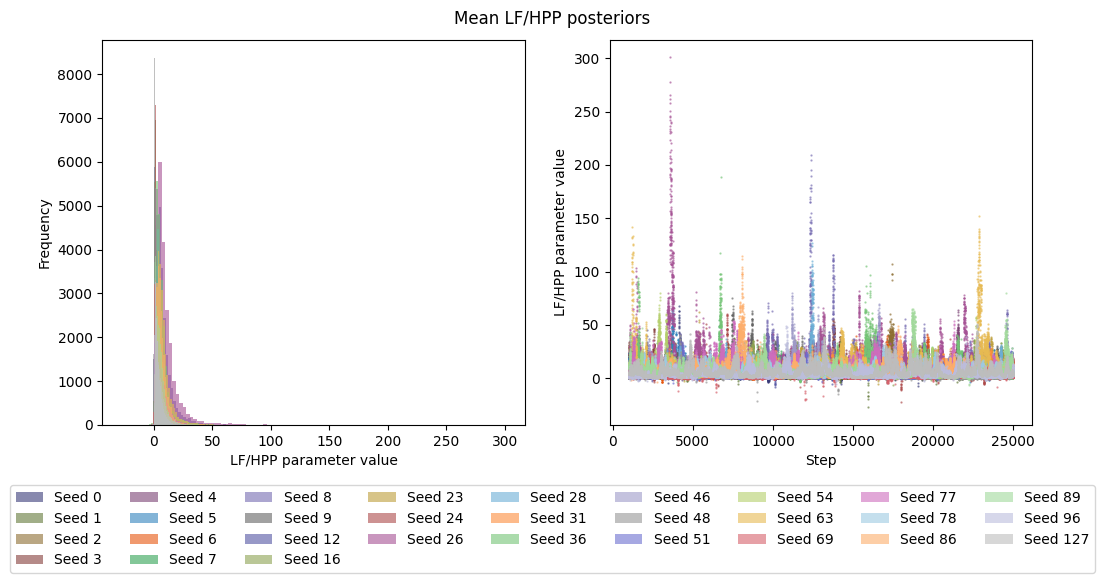 Mean LF/HPP posteriors
Frequency
8000
7000
6000
5000
4000
3000
2000
1000
0
0 50 100 150 200 250 300
LF/HPP parameter value
LF/HPP parameter value
300
250
200
150
100
50
0
0 5000 10000 15000 20000 25000
Step
Seed 0 Seed 4 Seed 8 Seed 23 Seed 28 Seed 46 Seed 54 Seed 77 Seed 89
Seed 1 Seed 5 Seed 9 Seed 24 Seed 31 Seed 48 Seed 63 Seed 78 Seed 96
Seed 2 Seed 6 Seed 12 Seed 26 Seed 36 Seed 51 Seed 69 Seed 86 Seed 127
Seed 3 Seed 7 Seed 16